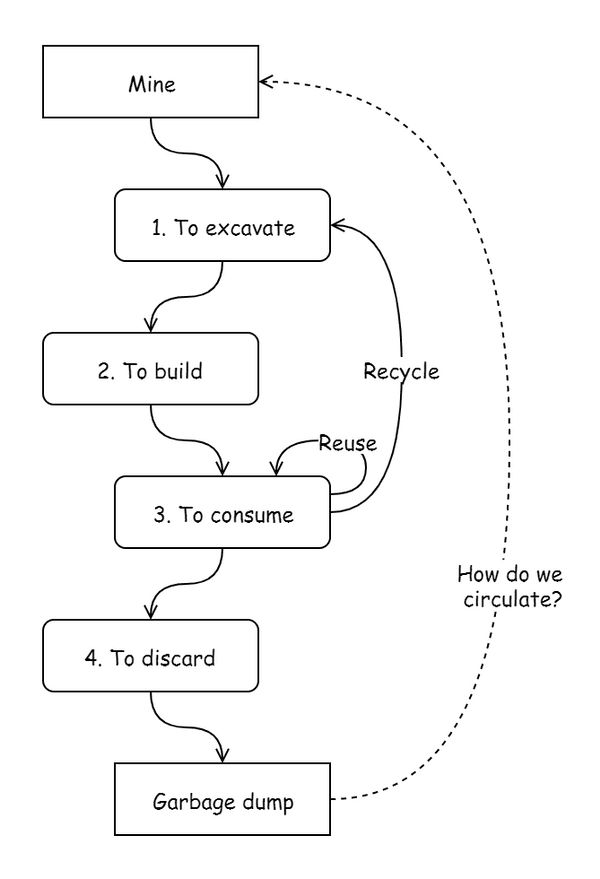 Mine
1. To excavate
2. To build
Recycle
Reuse
3. To consume
How do we
circulate?
4. To discard
Garbage dump